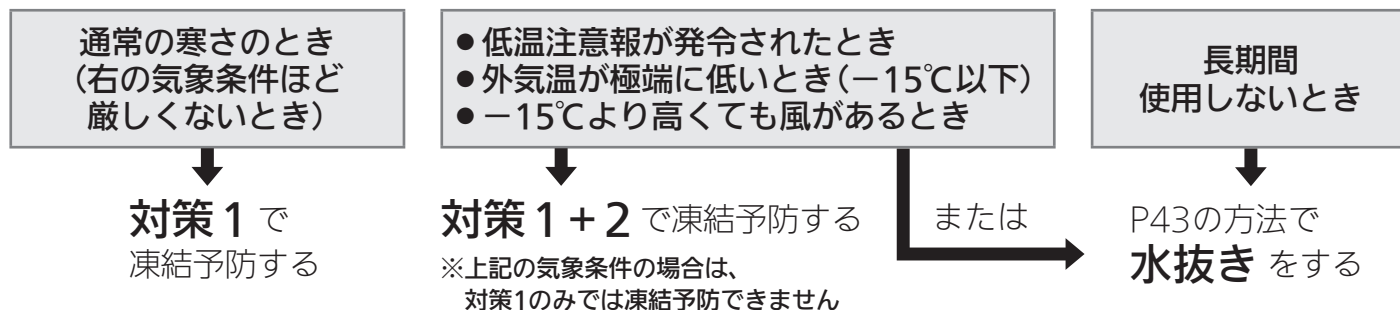 通常の寒さのとき
（右の気象条件ほど
厳しくないとき）
対策1で
凍結予防する
●低温注意報が発令されたとき
●外気温が極端に低いとき（−15℃以下）
●−15℃より高くても風があるとき
対策1＋2で凍結予防する
※上記の気象条件の場合は、
対策1のみでは凍結予防できません
または
長期間
使用しないとき
P43の方法で
水抜きをする